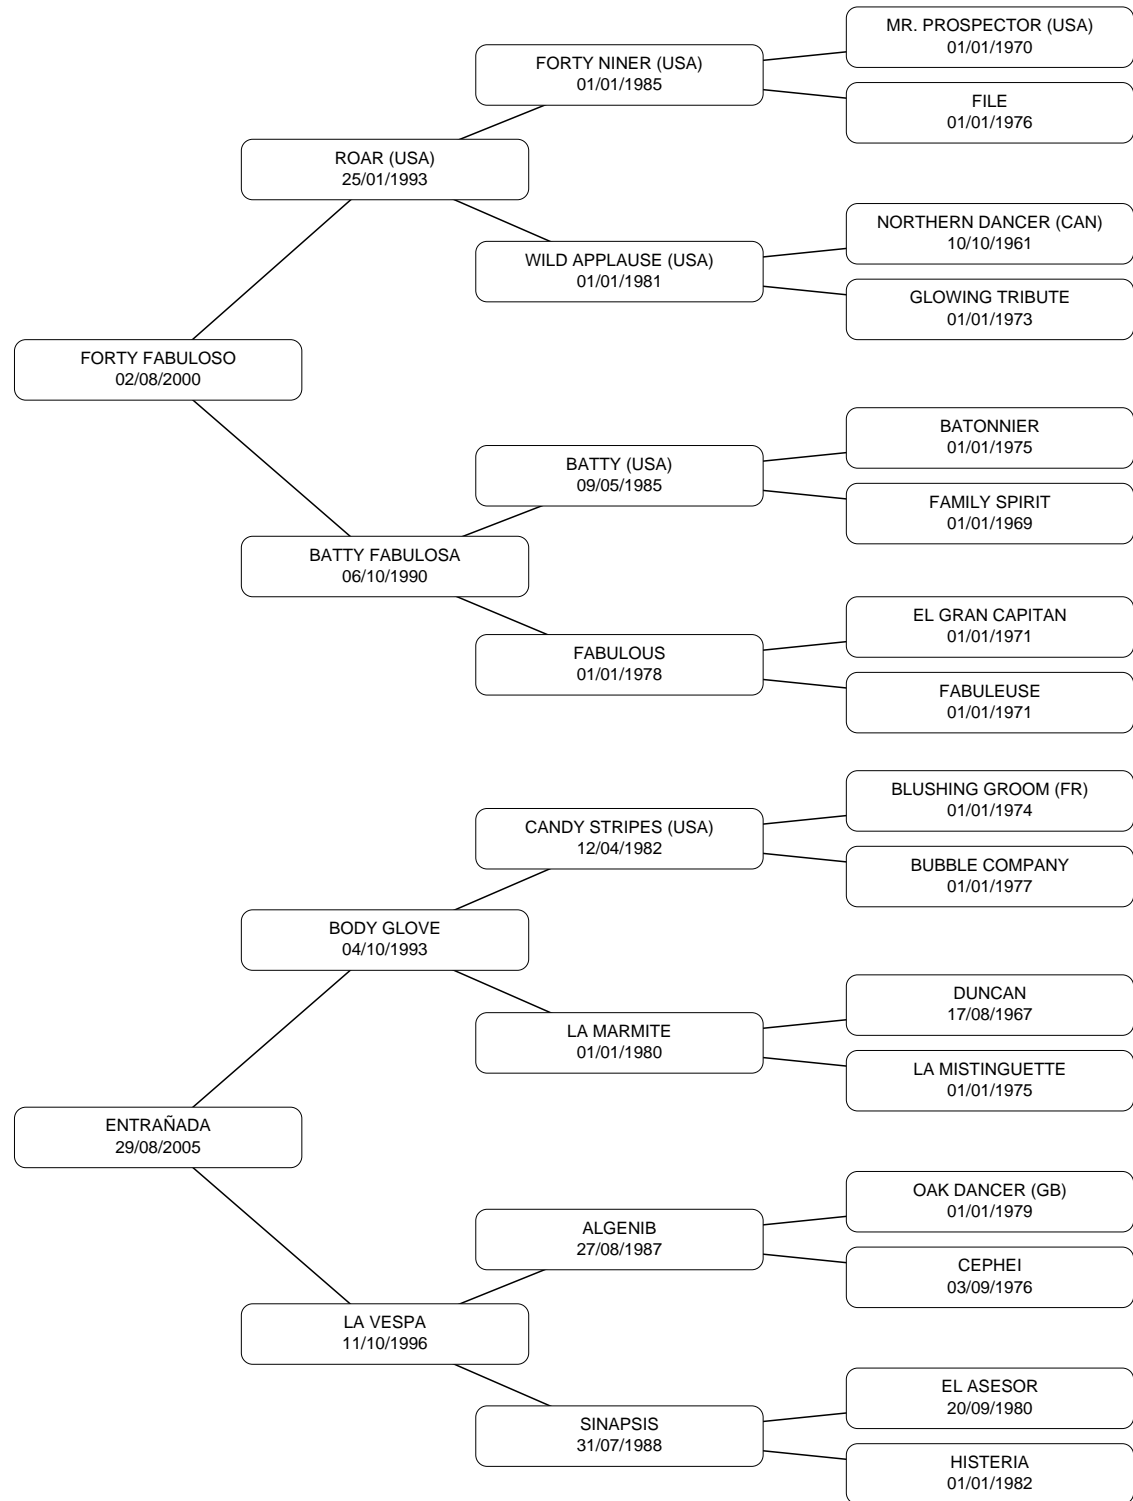 MR. PROSPECTOR (USA)
01/01/1970
FORTY NINER (USA)
01/01/1985
FILE
01/01/1976
ROAR (USA)
25/01/1993
NORTHERN DANCER (CAN)
10/10/1961
WILD APPLAUSE (USA)
01/01/1981
GLOWING TRIBUTE
01/01/1973
FORTY FABULOSO
02/08/2000
BATONNIER
01/01/1975
BATTY (USA)
09/05/1985
FAMILY SPIRIT
01/01/1969
BATTY FABULOSA
06/10/1990
EL GRAN CAPITAN
01/01/1971
FABULOUS
01/01/1978
FABULEUSE
01/01/1971
BLUSHING GROOM (FR)
01/01/1974
CANDY STRIPES (USA)
12/04/1982
BUBBLE COMPANY
01/01/1977
BODY GLOVE
04/10/1993
DUNCAN
17/08/1967
LA MARMITE
01/01/1980
LA MISTINGUETTE
01/01/1975
ENTRAÑADA
29/08/2005
OAK DANCER (GB)
01/01/1979
ALGENIB
27/08/1987
CEPHEI
03/09/1976
LA VESPA
11/10/1996
EL ASESOR
20/09/1980
SINAPSIS
31/07/1988
HISTERIA
01/01/1982